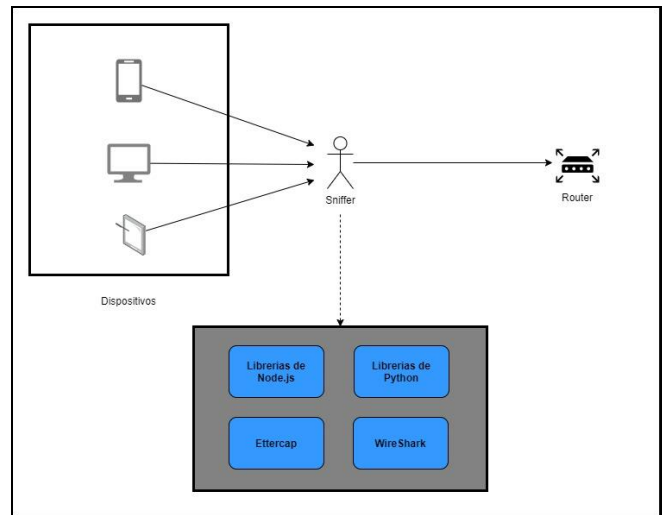 Sniffer
Router
Dispositivos
Librerias de
Node.js
Librerias de
Python
Ettercap
WireShark